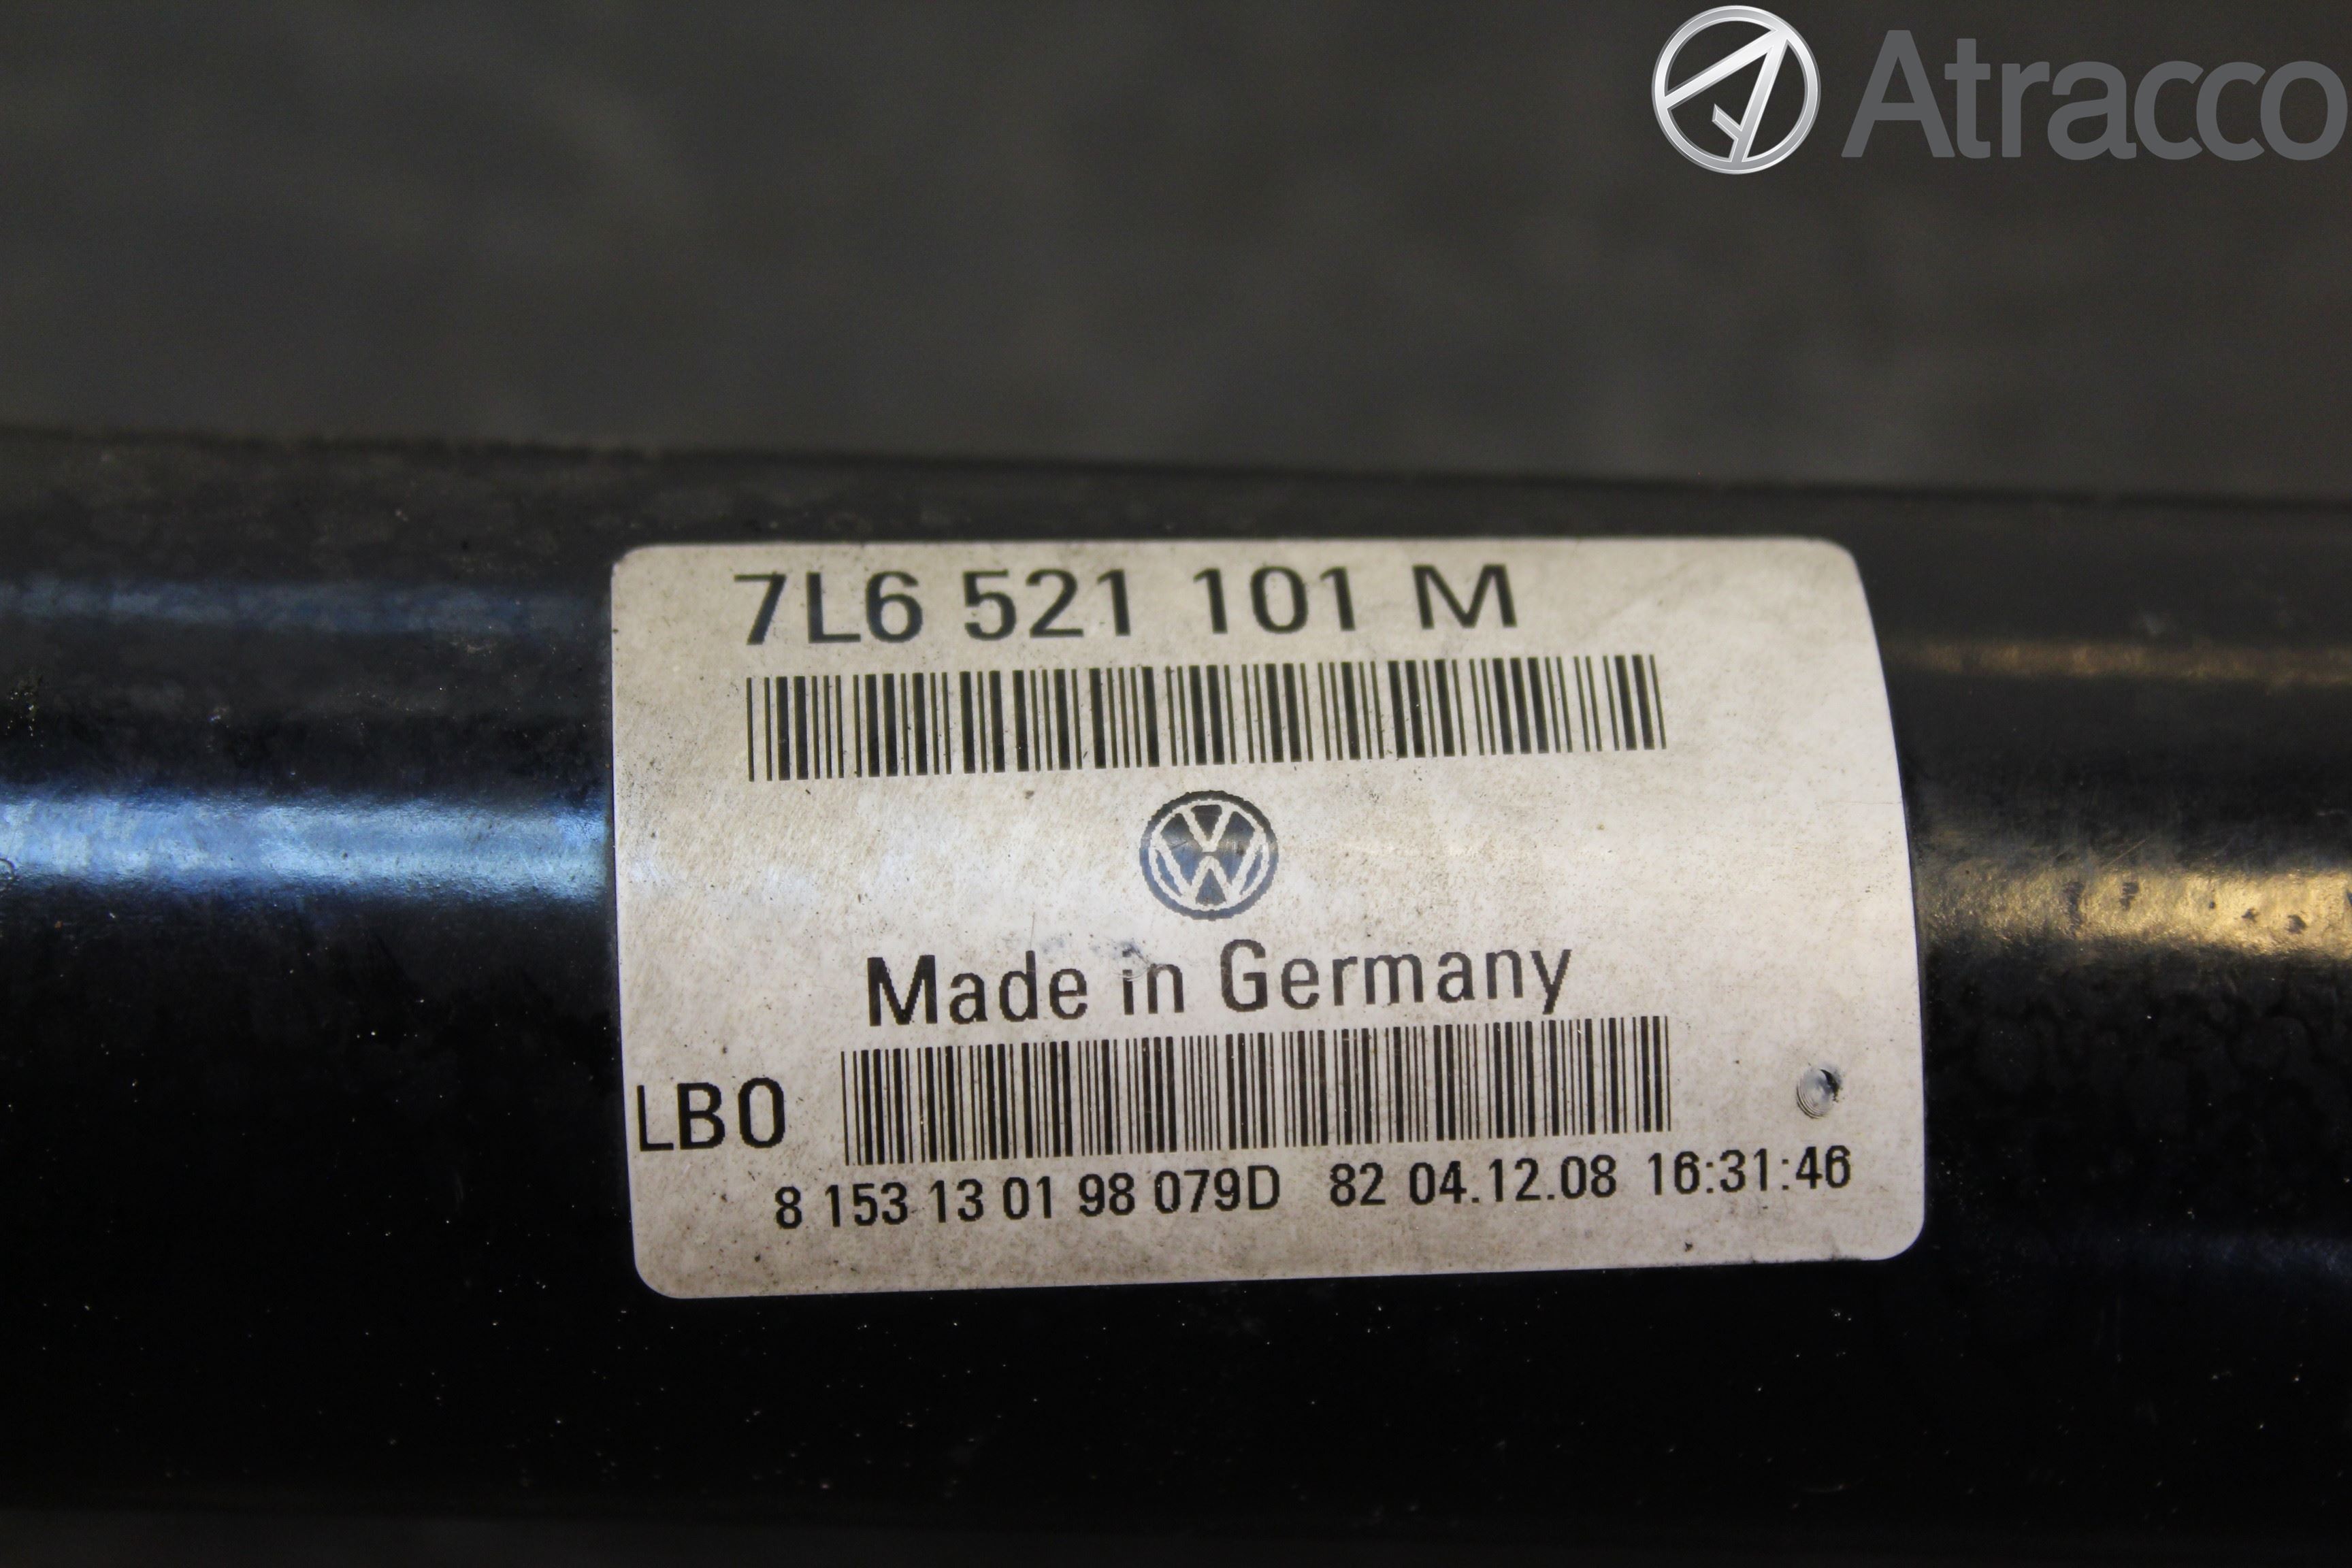 Atracco
7L6 521 101 M
Made in Germany
LB0
8 153 13 01 98 079D 82 04.12.08 16:31:46